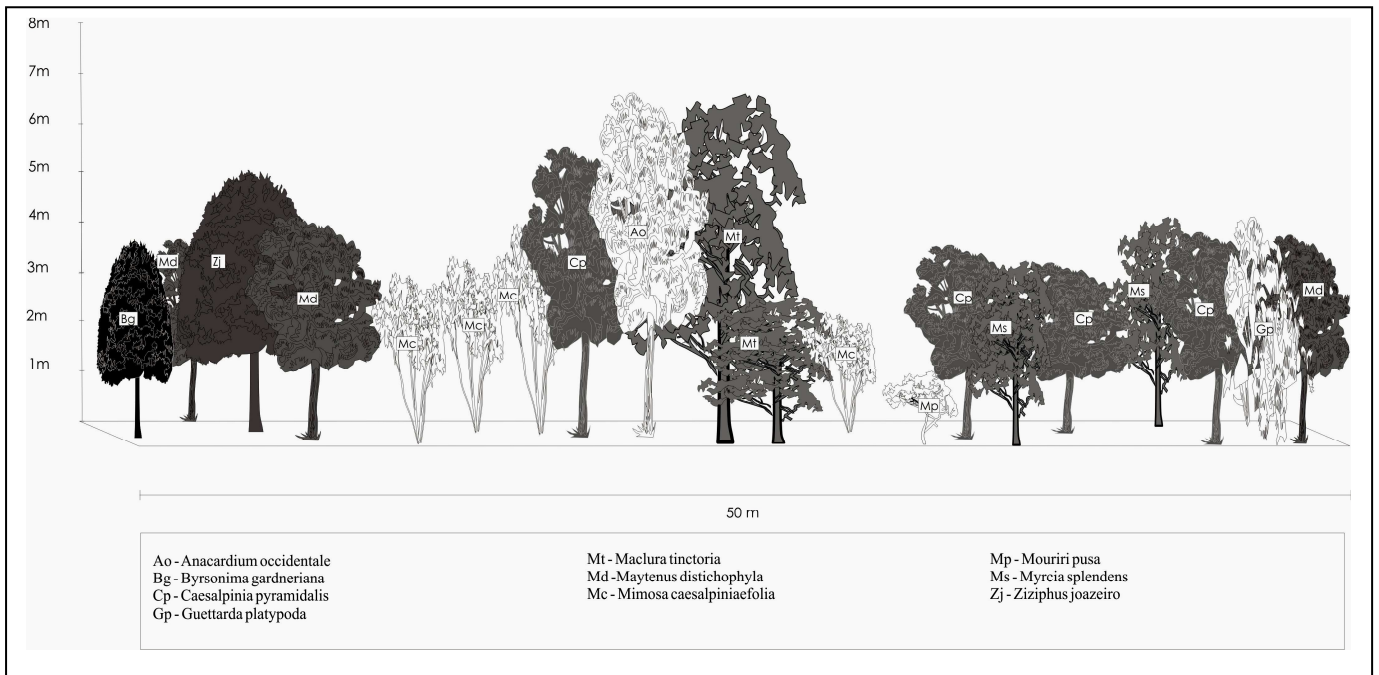 8m
7m
6m
5m
4m
3m
2m
1m
Bg
Md
Zj
Md
Mc
Mc
Mc
Cp
Ao
Mt
Mt
Mc
Mp
Cp
Ms
Cp
Ms
Cp
Gp
Md
50 m
Ao - Anacardium occidentale
Bg - Byrsonima gardneriana
Cp - Caesalpinia pyramidalis
Gp - Guettarda platypoda
Mt - Maclura tinctoria
Md -Maytenus distichophyla
Mc - Mimosa caesalpiniaefolia
Mp - Mouriri pusa
Ms - Myrcia splendens
Zj - Ziziphus joazeiro